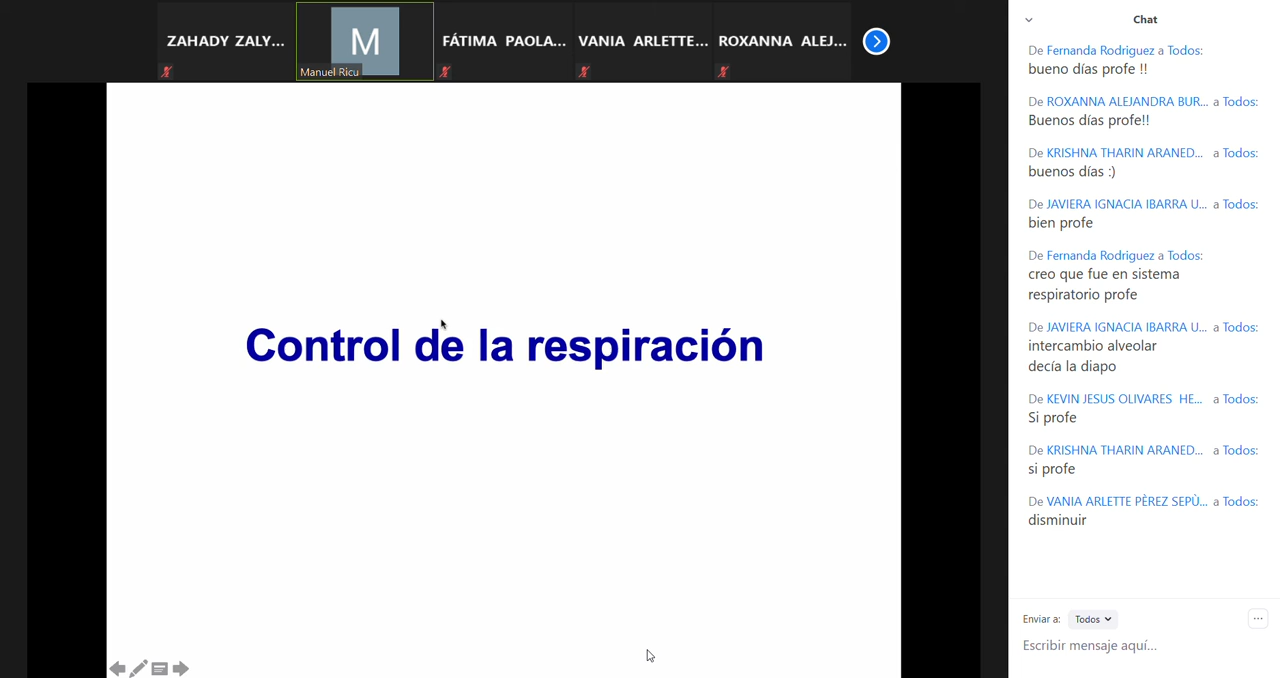 ZAHADY ZALY...
M
Manuel Ricu
FÁTIMA PAOLA...
VANIA ARLETTE...
ROXANNA ALEJ...
Control de la respiración
Chat
De Fernanda Rodriguez a Todos:
bueno días profe !!
De ROXANNA ALEJANDRA BUR... a Todos:
Buenos días profe!!
De KRISHNA THARIN ARANED... a Todos:
buenos días :)
De JAVIERA IGNACIA IBARRA U... a Todos:
bien profe
De Fernanda Rodriguez a Todos:
creo que fue en sistema
respiratorio profe
De JAVIERA IGNACIA IBARRA U... a Todos:
intercambio alveolar
decía la diapo
De KEVIN JESUS OLIVARES HE... a Todos:
Si profe
De KRISHNA THARIN ARANED... a Todos:
si profe
De VANIA ARLETTE PÈREZ SEPÙ... a Todos:
disminuir
Enviar a: Todos
...
Escribir mensaje aquí...